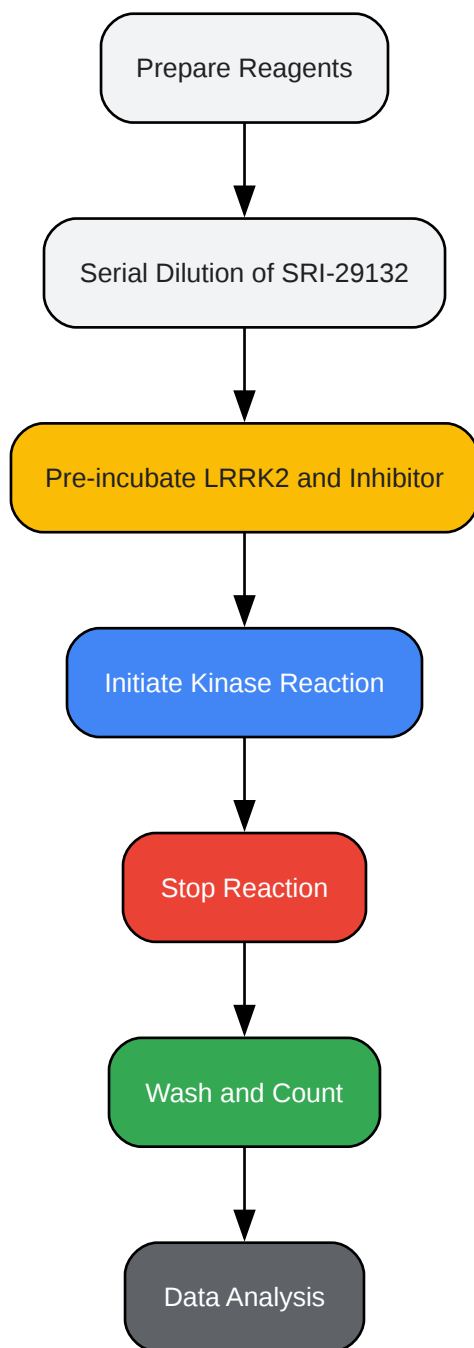 Prepare Reagents
Serial Dilution of SRI-29132
Pre-incubate LRRK2 and Inhibitor
Initiate Kinase Reaction
Stop Reaction
Wash and Count
Data Analysis